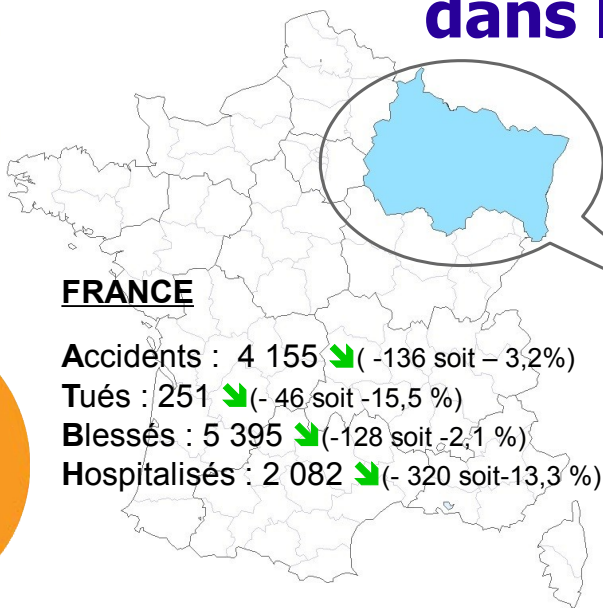 dans l
FRANCE
Accidents : 4 155 ( -136 soit – 3,2%)
Tués : 251 (- 46 soit -15,5 %)
Blessés : 5 395 (-128 soit -2,1 %)
Hospitalisés : 2 082 (- 320 soit-13,3 %)